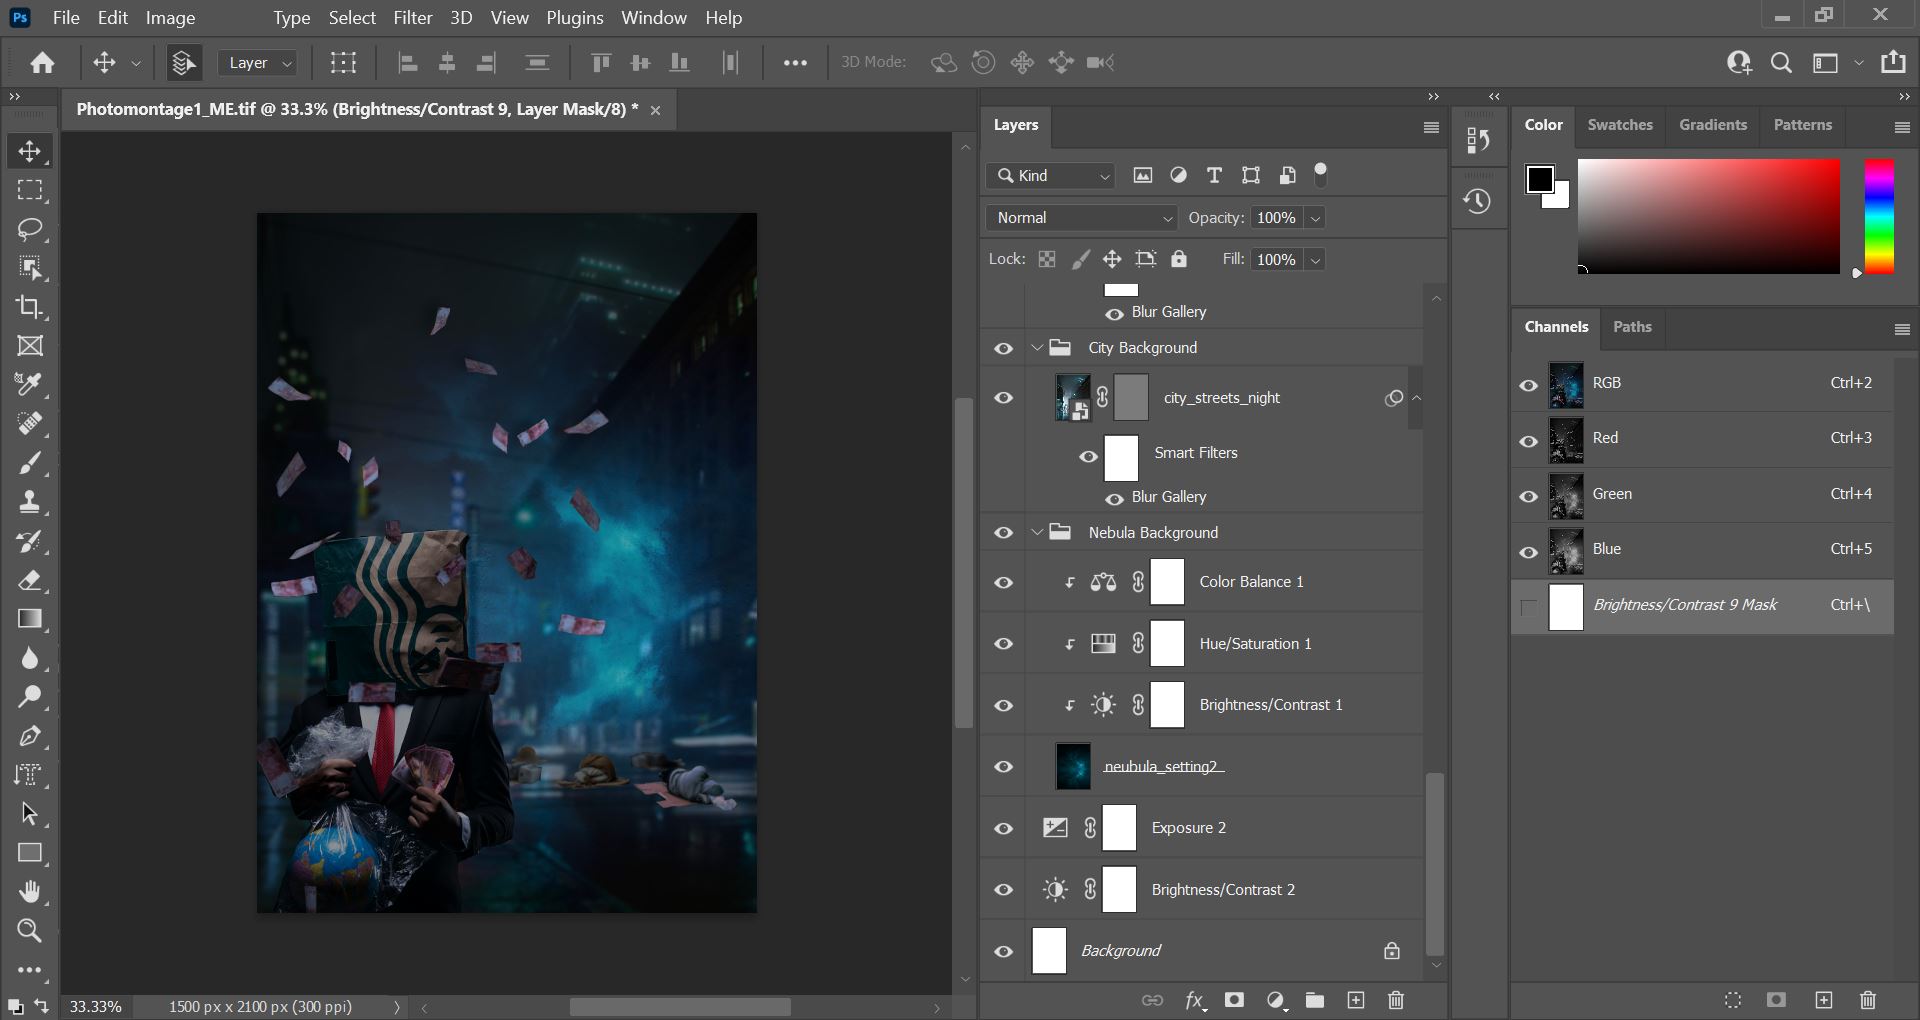 Ps File Edit Image Type Select Filter 3D View Plugins Window Help
Layer 3D Mode:
Photomontage1_ME.tif @ 33.3% (Brightness/Contrast 9, Layer Mask/8) *
Layers
Kind
Normal Opacity: 100%
Lock: Fill: 100%
Blur Gallery
City Background
city_streets_night
Smart Filters
Blur Gallery
Nebula Background
Color Balance 1
Hue/Saturation 1
Brightness/Contrast 1
neubula_setting2
Exposure 2
Brightness/Contrast 2
Background
fx
Color Swatches Gradients Patterns
Channels Paths
RGB Ctrl+2
Red Ctrl+3
Green Ctrl+4
Blue Ctrl+5
Brightness/Contrast 9 Mask Ctrl+\
33.33% 1500 px x 2100 px (300 ppi)